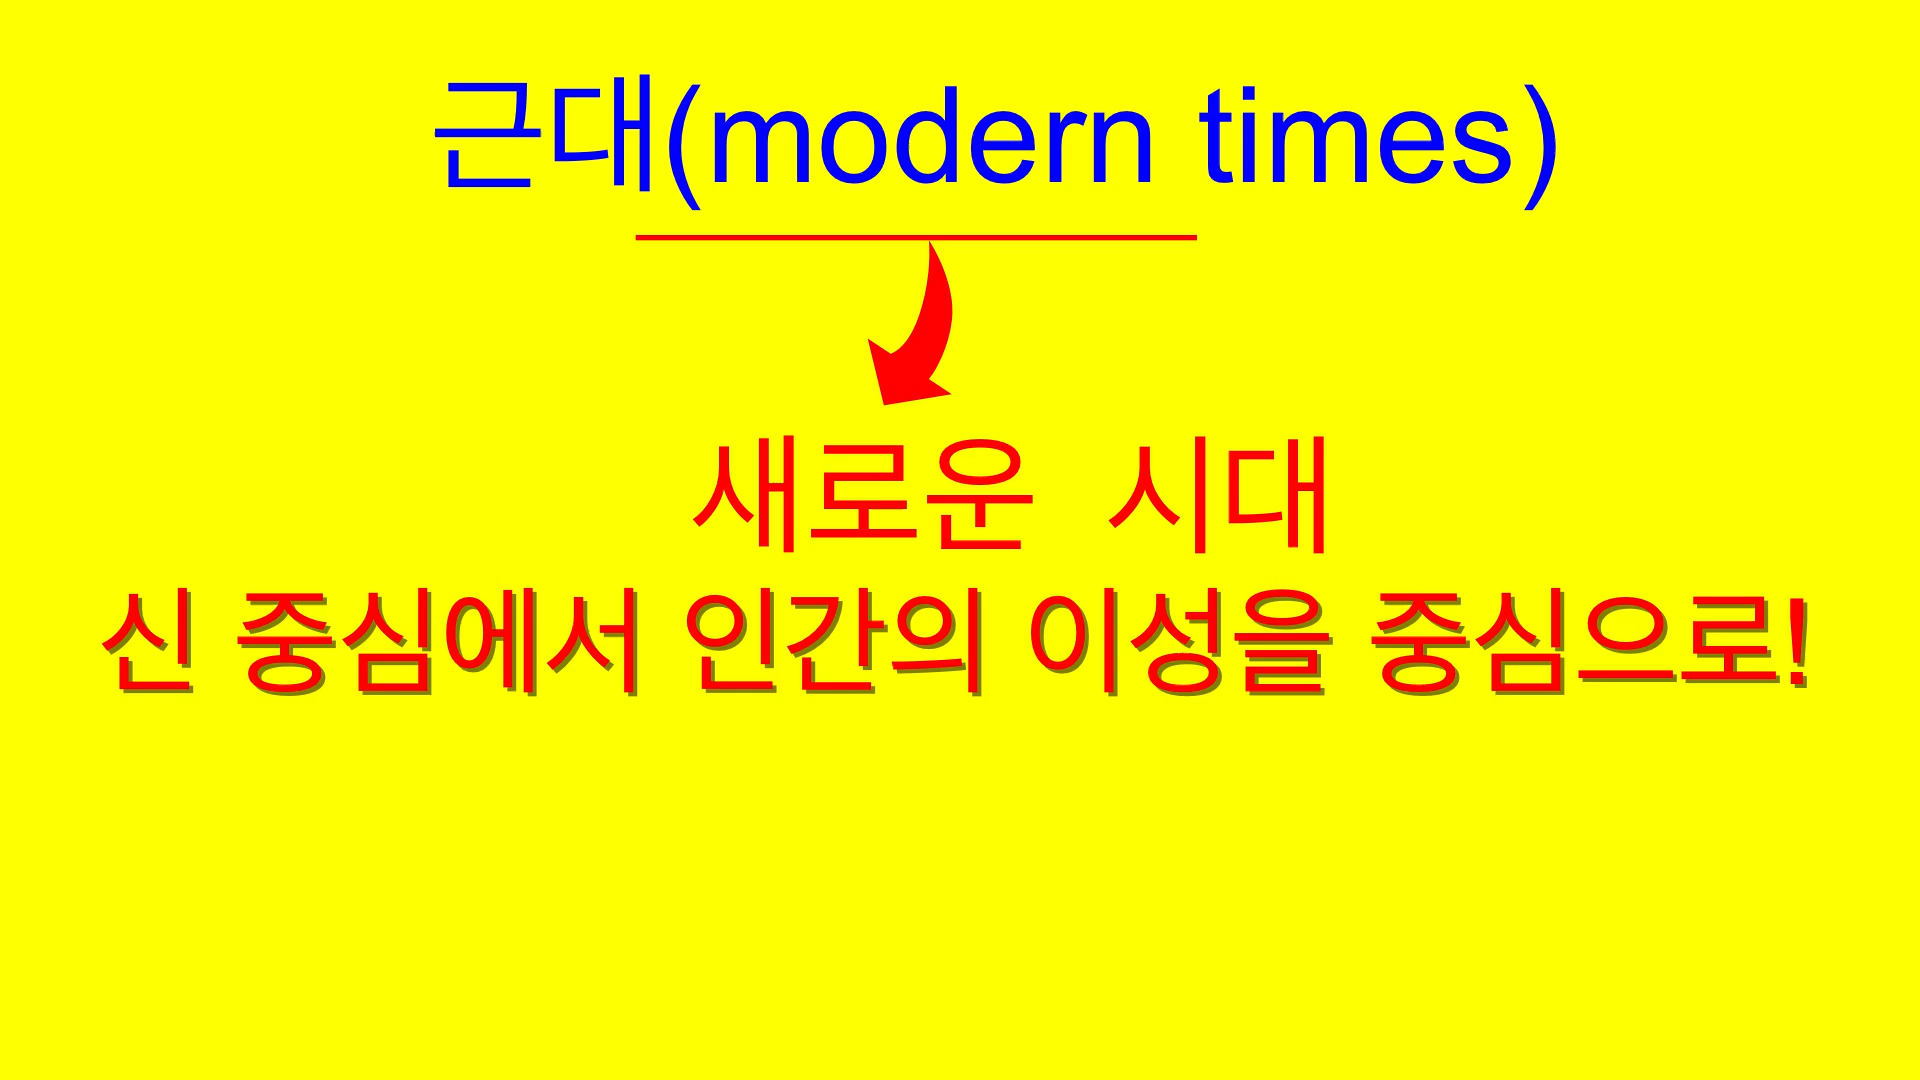 근대(modern times)
새로운 시대
신 중심에서 인간의 이성을 중심으로!